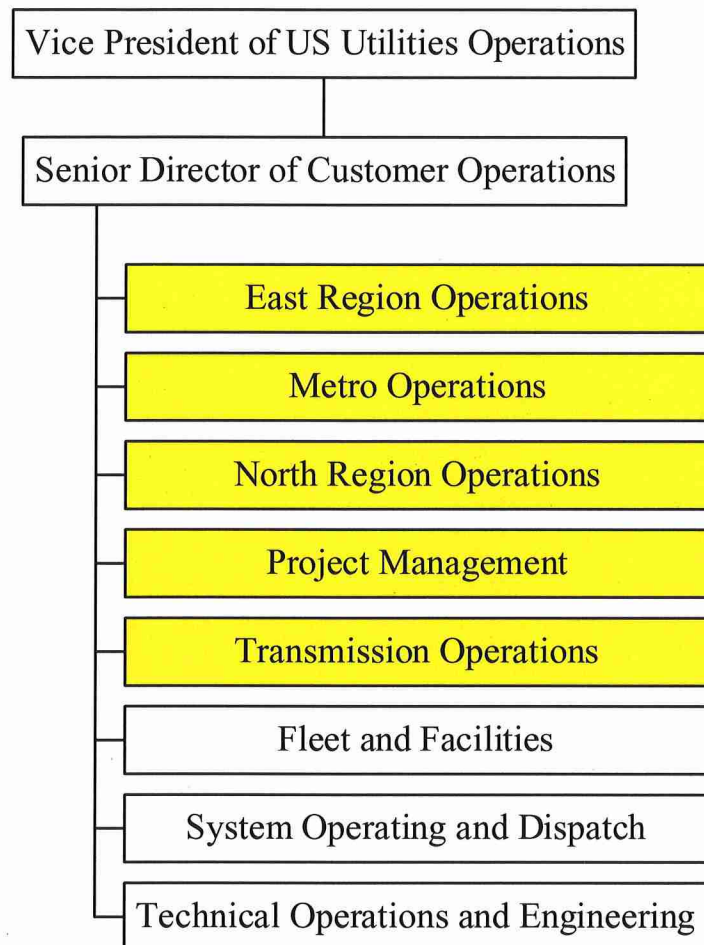 Vice President of US Utilities Operations
Senior Director of Customer Operations
East Region Operations
Metro Operations
North Region Operations
Project Management
Transmission Operations
Fleet and Facilities
System Operating and Dispatch
Technical Operations and Engineering